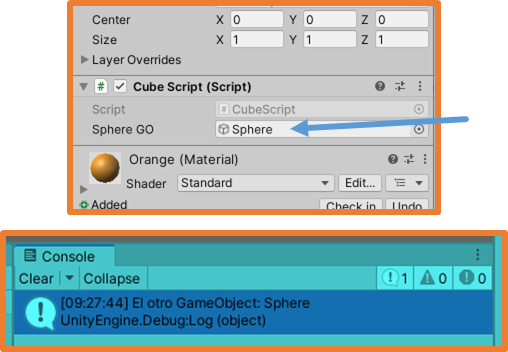 Center X 0 Y 0 Z 0
Size X 1 Y 1 Z 1
Layer Overrides
# Cube Script (Script)
Script # CubeScript
Sphere GO Sphere
Orange (Material)
Shader Standard Edit...
Added Check in Undo
Console
Clear Collapse 1 0 0
[09:27:44] El otro GameObject: Sphere
UnityEngine.Debug:Log (object)